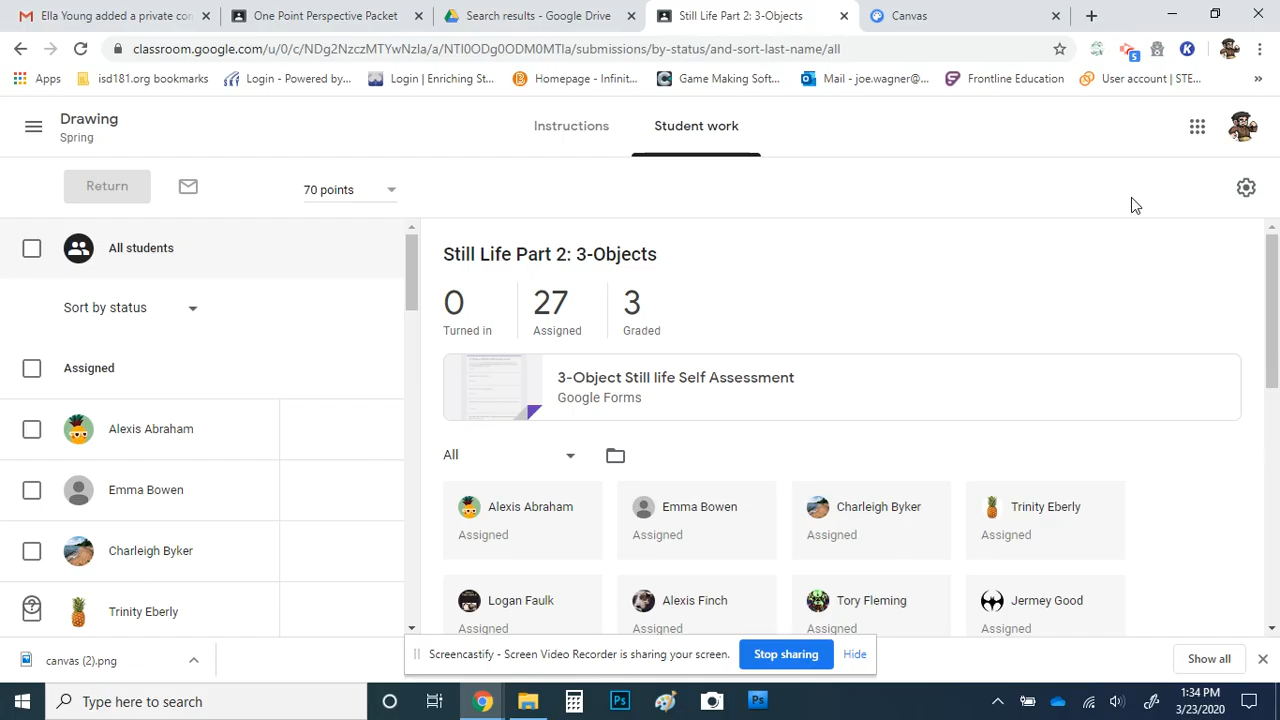 Ella Young added a private con
One Point Perspective Packet
Search results - Google Drive
Still Life Part 2: 3-Objects
Canvas
classroom.google.com/u/0/c/NDg2NzczMTYwNzla/a/NTI0ODg0ODM0MTla/submissions/by-status/and-sort-last-name/all
Apps
isd181.org bookmarks
Login - Powered by...
Login | Enriching St...
Homepage - Infinit...
Game Making Soft...
Mail - joe.wagner@...
Frontline Education
User account | STE...
»
Drawing
Spring
Instructions
Student work
Return
70 points
All students
Sort by status
Assigned
Alexis Abraham
Emma Bowen
Charleigh Byker
Trinity Eberly
Still Life Part 2: 3-Objects
0 27 3
Turned in Assigned Graded
3-Object Still life Self Assessment
Google Forms
All
Alexis Abraham
Assigned
Emma Bowen
Assigned
Charleigh Byker
Assigned
Trinity Eberly
Assigned
Logan Faulk
Assigned
Alexis Finch
Assigned
Tory Fleming
Assigned
Jermey Good
Assigned
Screencastify - Screen Video Recorder is sharing your screen.
Stop sharing
Hide
canvas (2).png
Show all
Type here to search
1:34 PM
3/23/2020